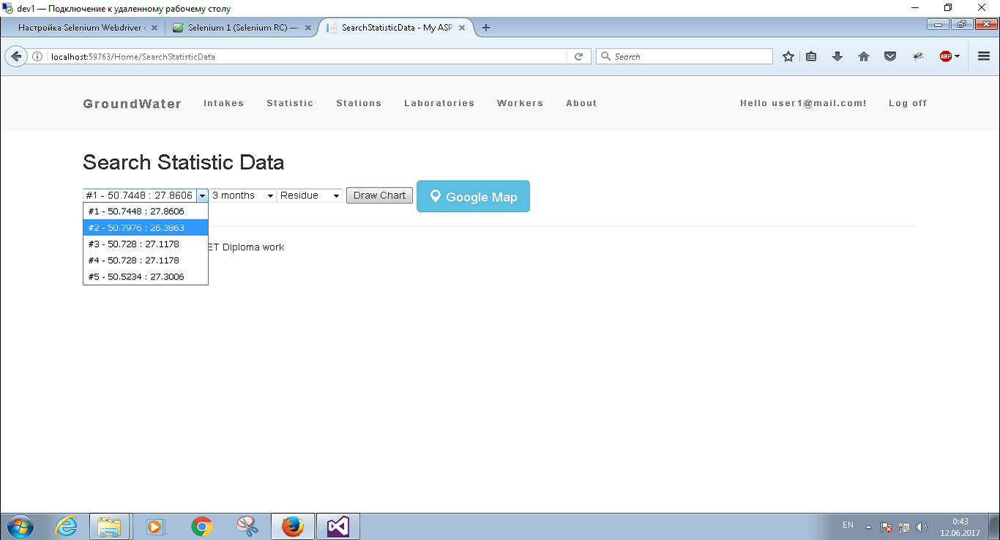 dev1 — Подключение к удаленному рабочему столу
Настройка Selenium Webdriver
Selenium 1 (Selenium RC) —
SearchStatisticData - My ASP
localhost:59763/Home/SearchStatisticData
Search
ABP
GroundWater Intakes Statistic Stations Laboratories Workers About Hello user1@mail.com! Log off
Search Statistic Data
#1 - 50.7448 : 27.8606 3 months Residue Draw Chart Google Map
#1 - 50.7448 : 27.8606
#2 - 50.7976 : 26.3863
#3 - 50.728 : 27.1178
ET Diploma work
#4 - 50.728 : 27.1178
#5 - 50.5234 : 27.3006
EN
0:43
12.06.2017